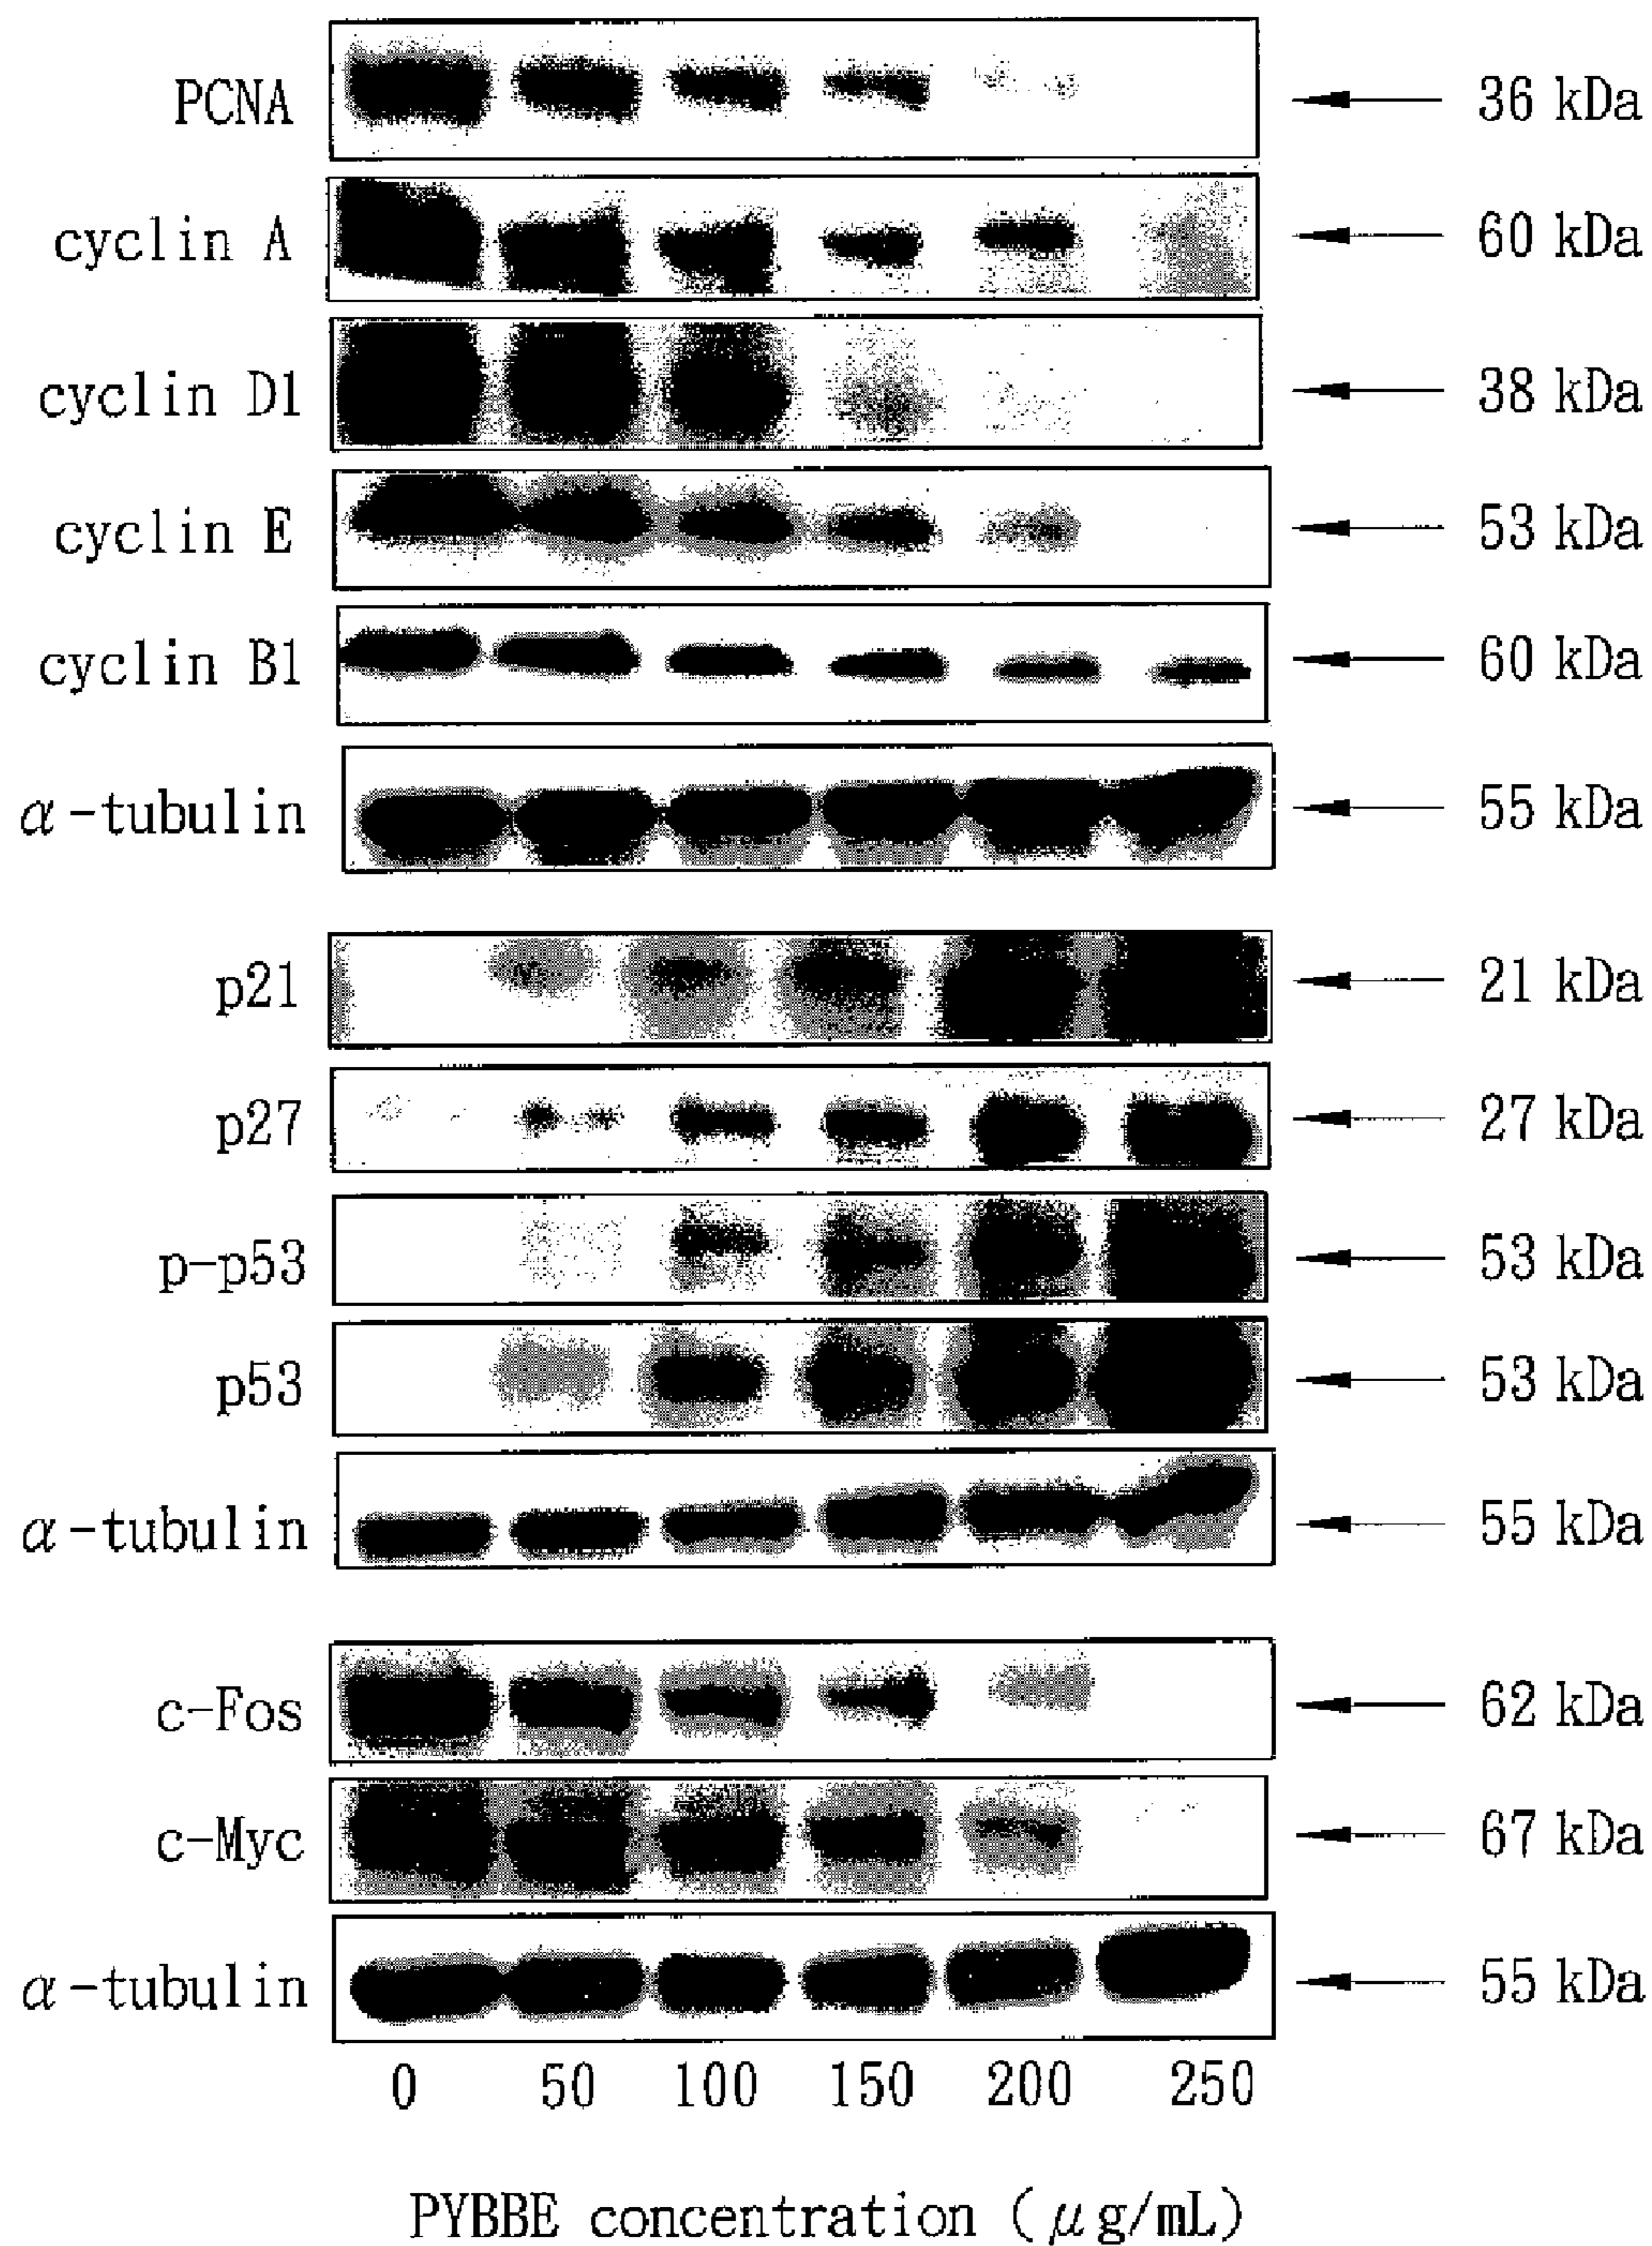 PCNA 36 kDa
cyclin A 60 kDa
cyclin D1 38 kDa
cyclin E 53 kDa
cyclin B1 60 kDa
α-tubulin 55 kDa
p21 21 kDa
p27 27 kDa
p-p53 53 kDa
p53 53 kDa
α-tubulin 55 kDa
c-Fos 62 kDa
c-Myc 67 kDa
α-tubulin 55 kDa
0 50 100 150 200 250
PYBBE concentration (μg/mL)